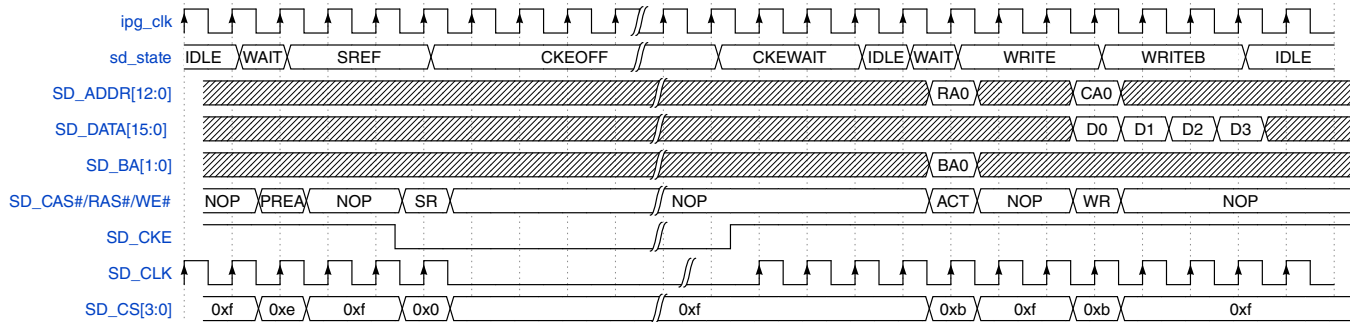 ipg_clk
sd_state IDLE WAIT SREF CKEOFF CKEWAIT IDLE WAIT WRITE WRITEB IDLE
SD_ADDR[12:0] RA0 CA0
SD_DATA[15:0] D0 D1 D2 D3
SD_BA[1:0] BA0
SD_CAS#/RAS#/WE# NOP PREA NOP SR NOP ACT NOP WR NOP
SD_CKE
SD_CLK
SD_CS[3:0] 0xf 0xe 0xf 0x0 0xf 0xb 0xf 0xb 0xf